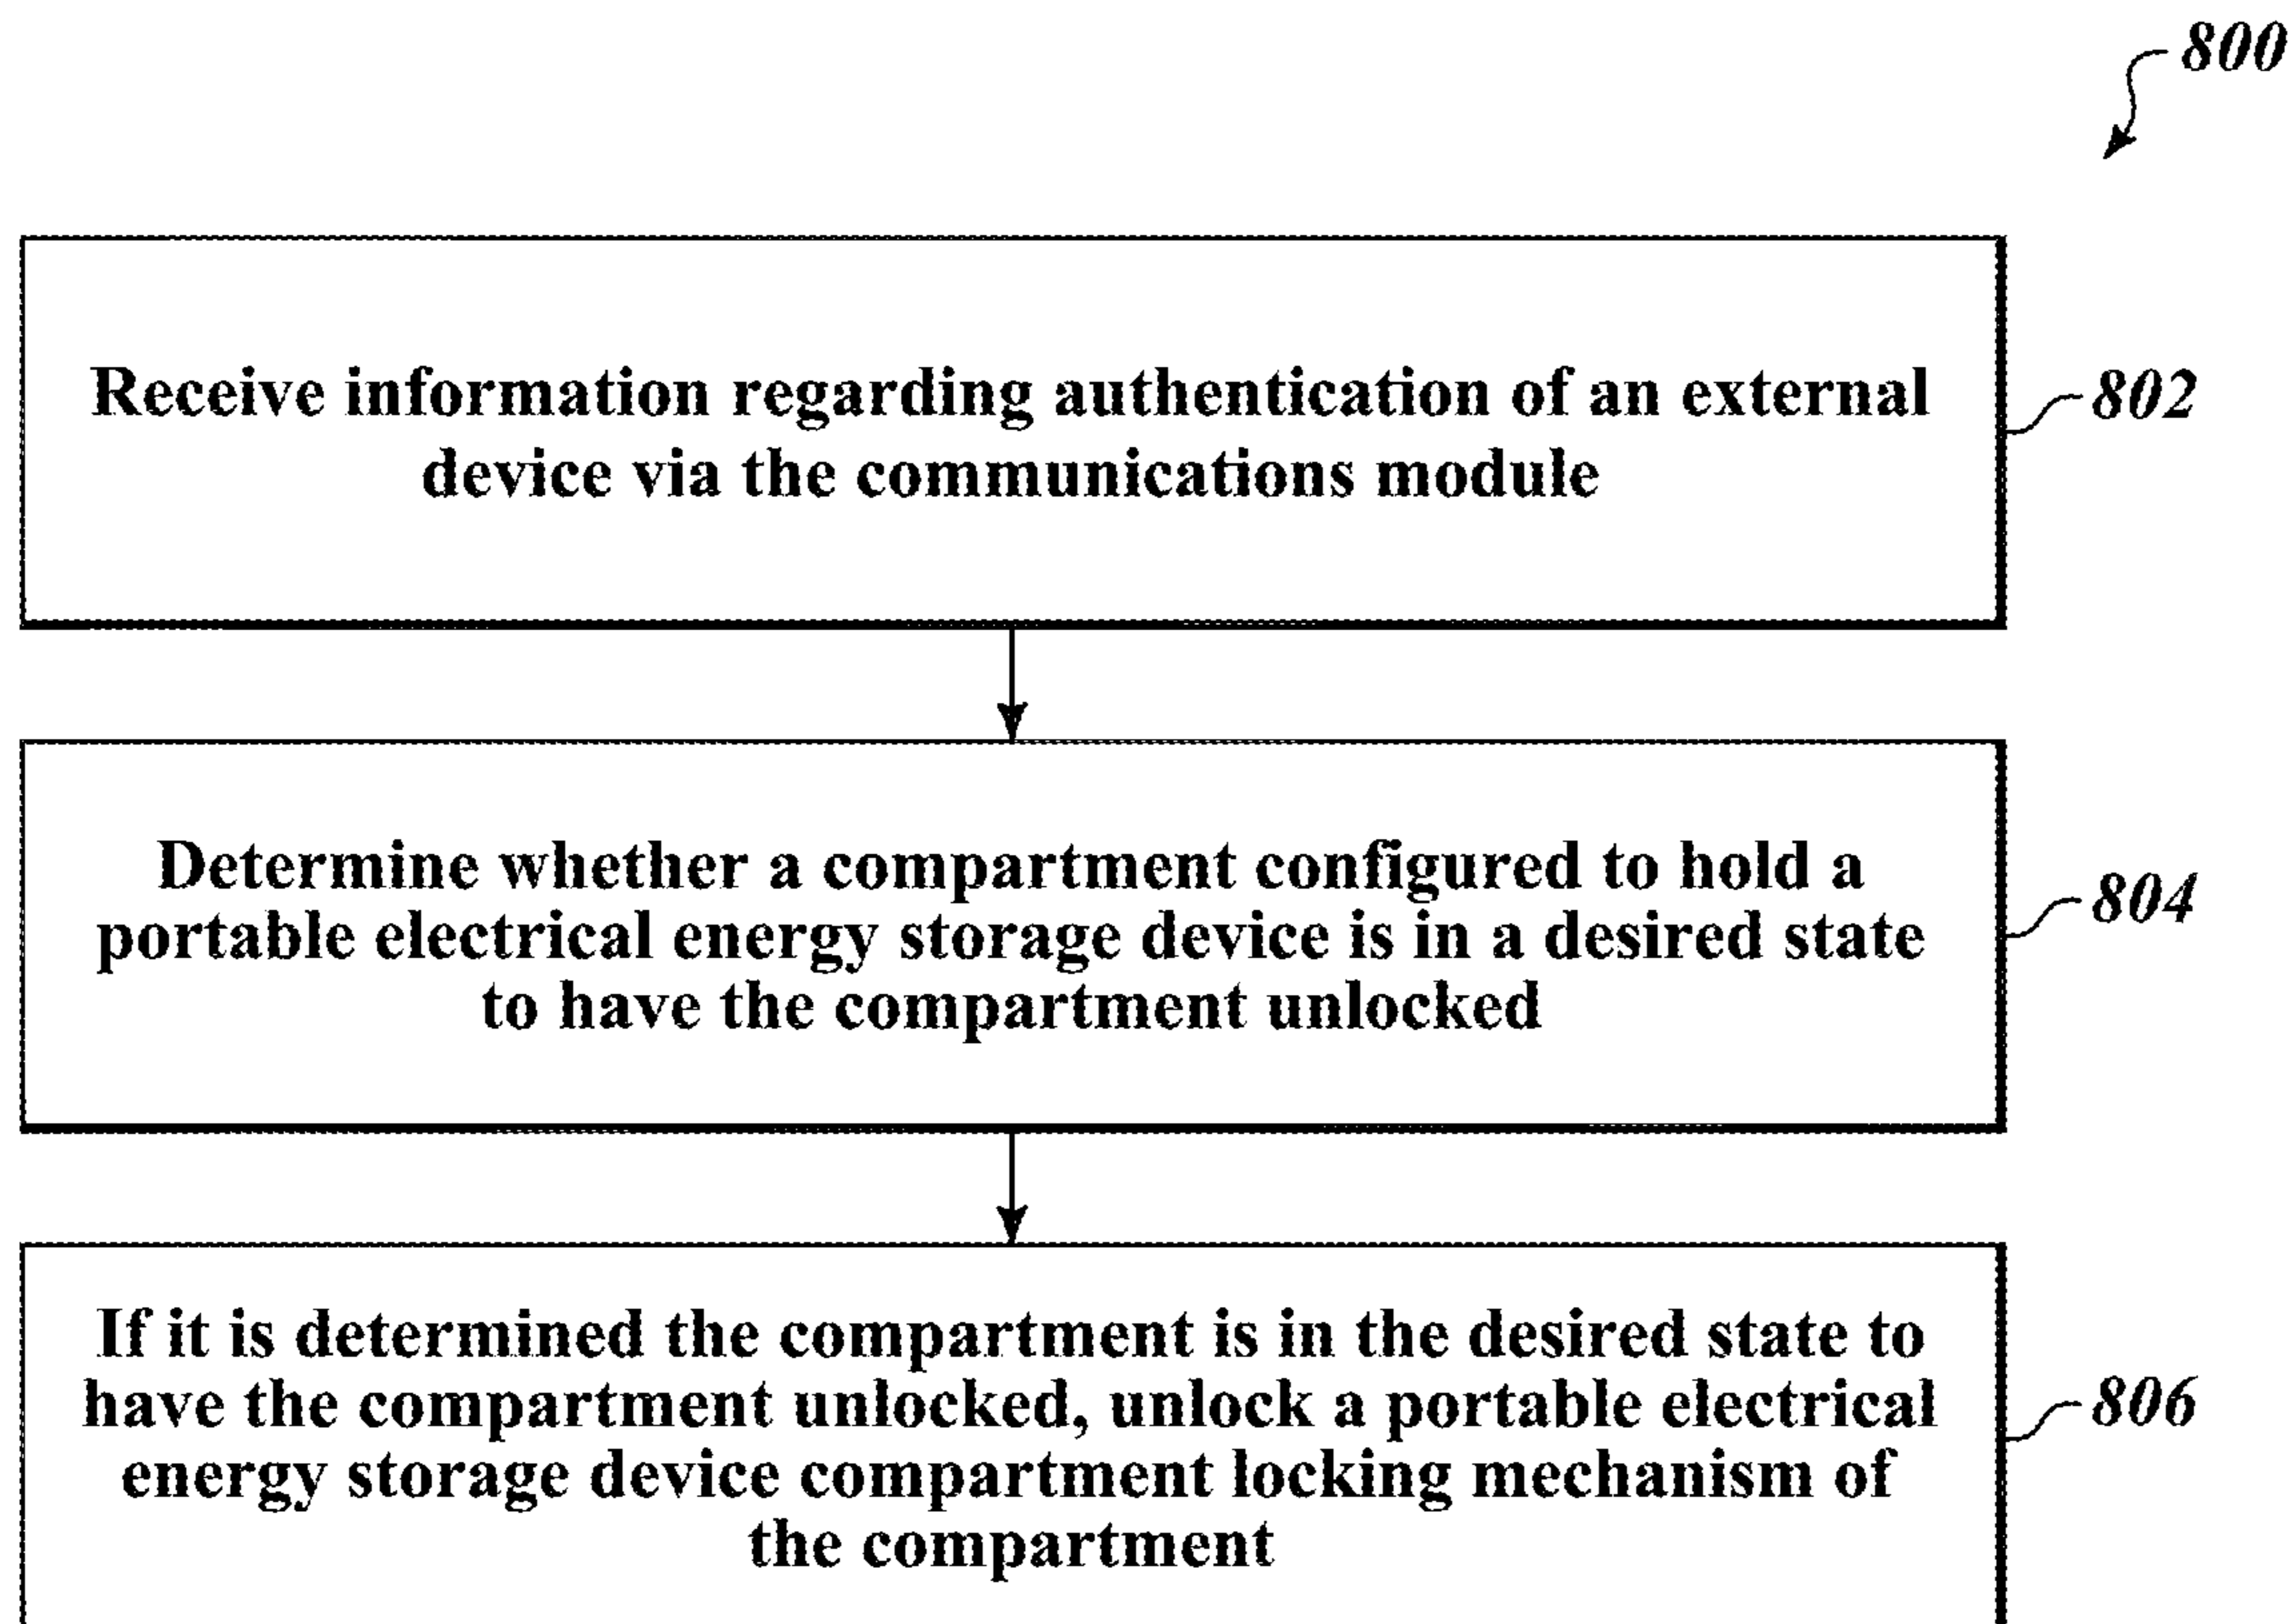 800
Receive information regarding authentication of an external
device via the communications module
802
Determine whether a compartment configured to hold a
portable electrical energy storage device is in a desired state
to have the compartment unlocked
804
If it is determined the compartment is in the desired state to
have the compartment unlocked, unlock a portable electrical
energy storage device compartment locking mechanism of
the compartment
806